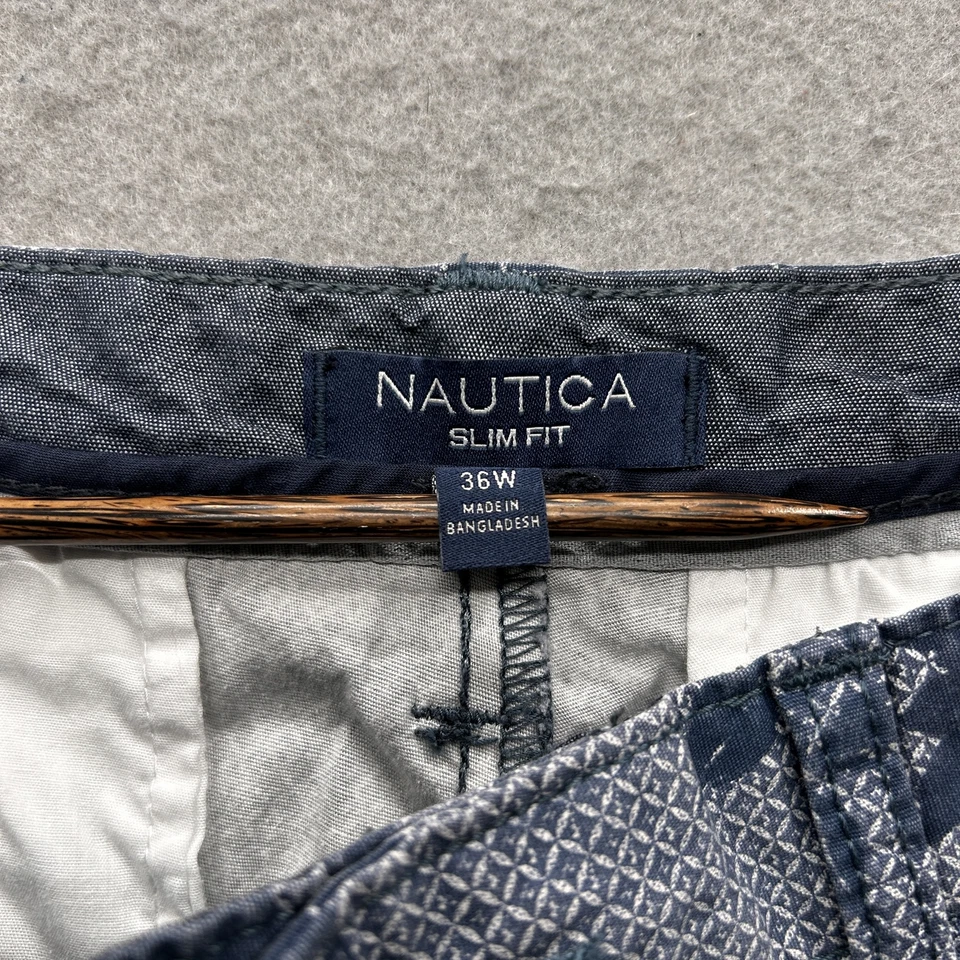 NAUTICA
SLIM FIT
36W
MADE IN
BANGLADESH